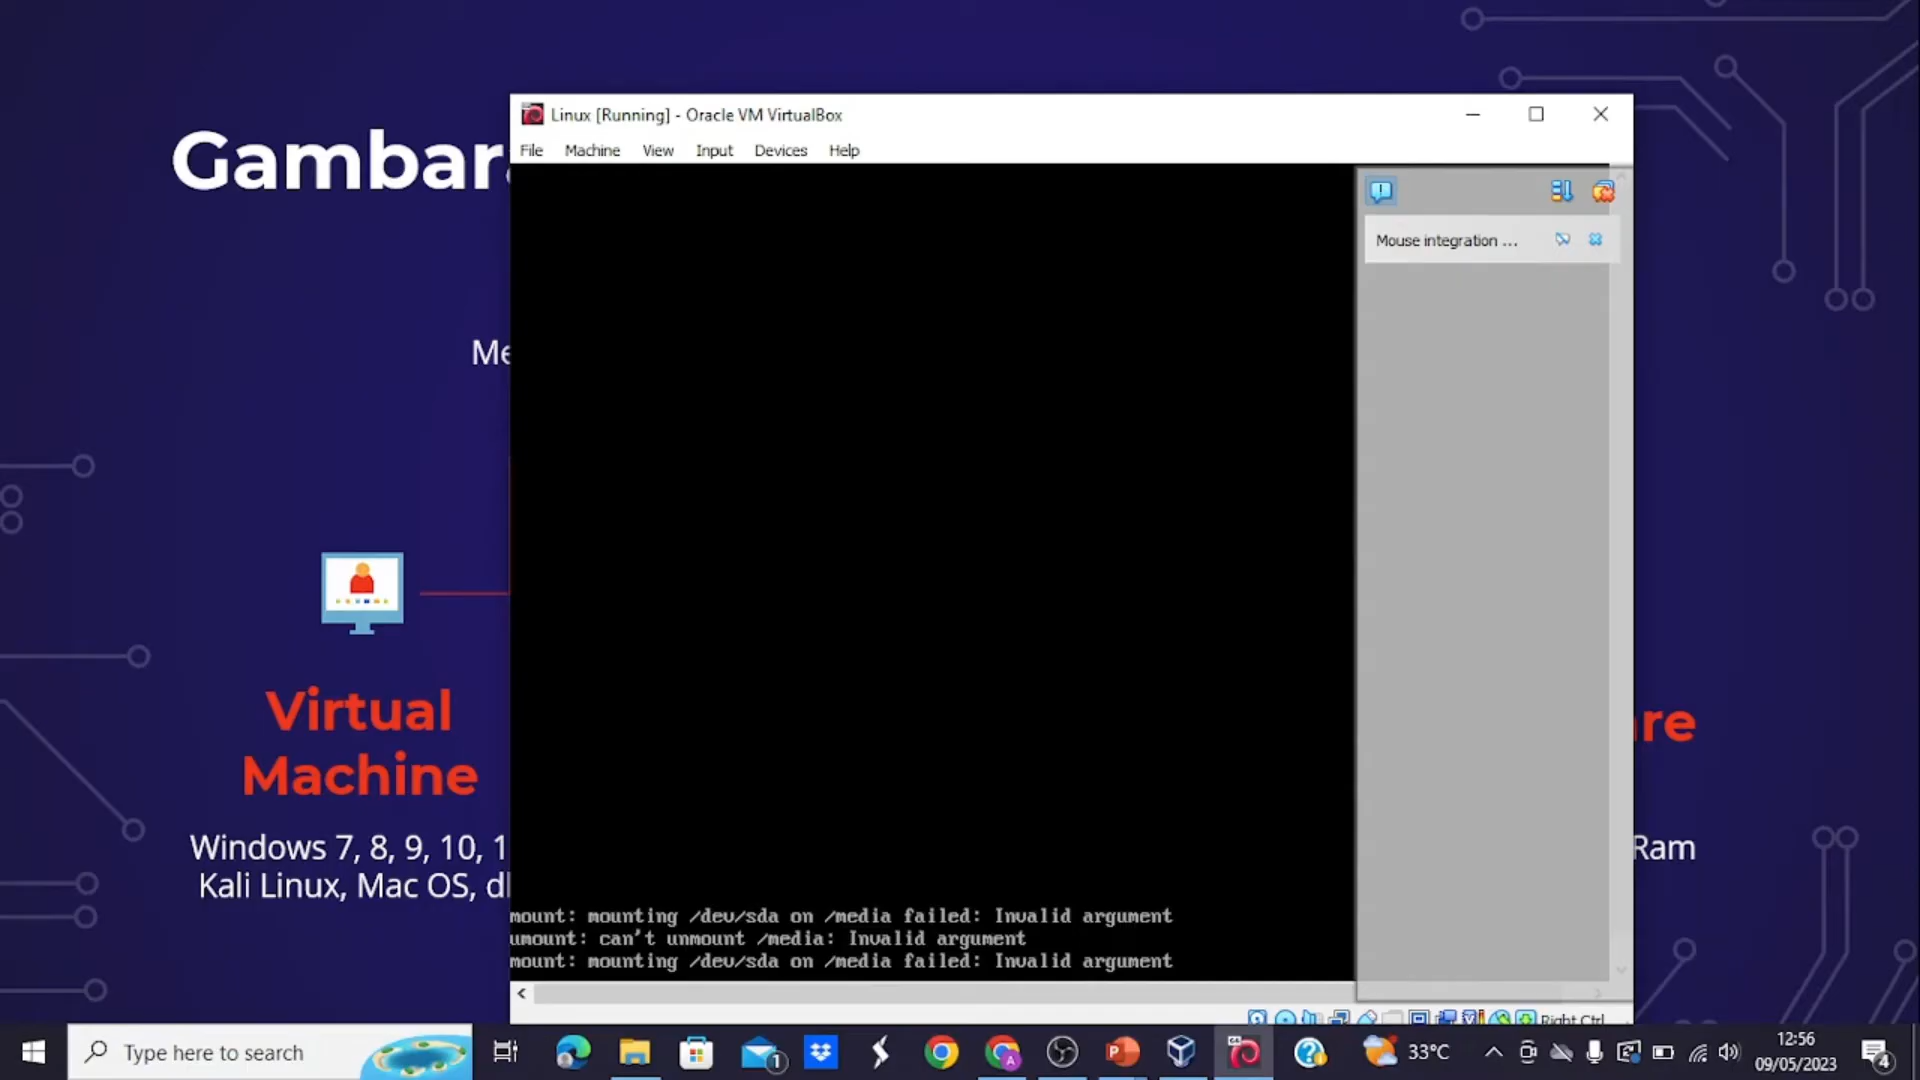 Linux [Running] - Oracle VM VirtualBox
File Machine View Input Devices Help
Gambar
Mouse integration ...
Me
Virtual
Machine
Windows 7, 8, 9, 10, 1
Kali Linux, Mac OS, dl
re
Ram
mount: mounting /dev/sda on /media failed: Invalid argument
umount: can't unmount /media: Invalid argument
mount: mounting /dev/sda on /media failed: Invalid argument
Right Ctrl
Type here to search
1
33°C
12:56
09/05/2023
4